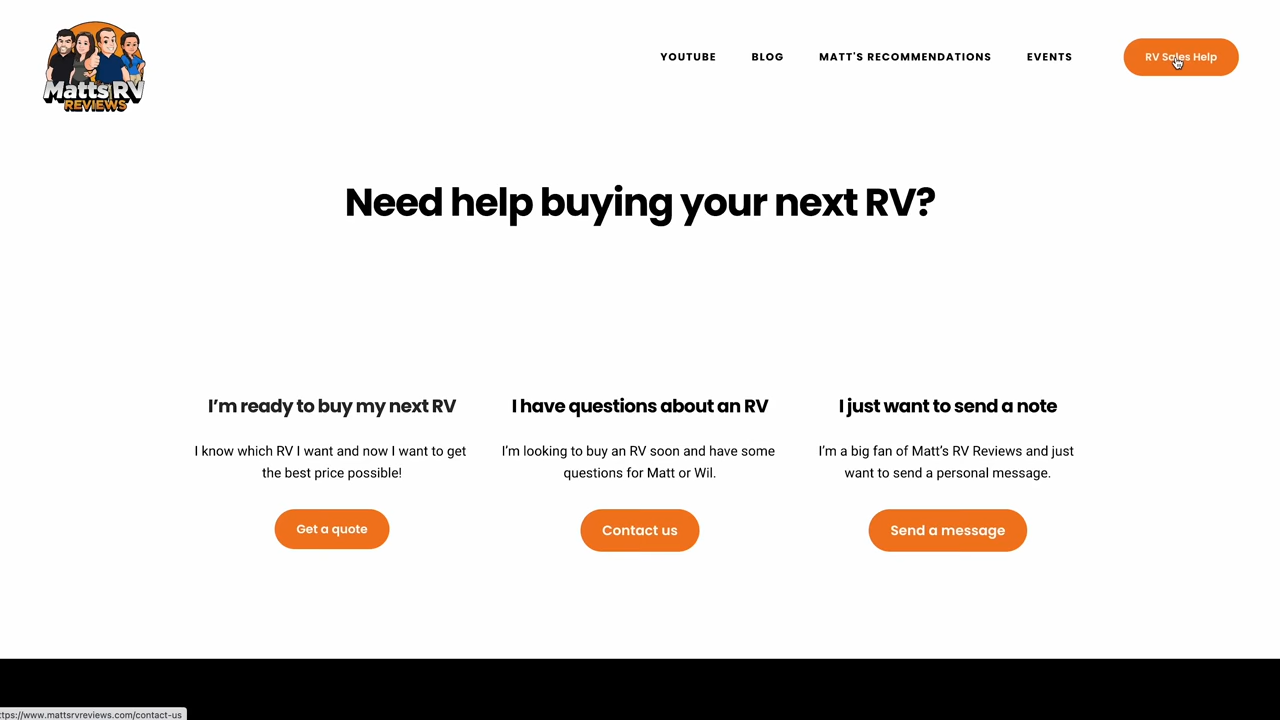 Matts RV
REVIEWS
YOUTUBE
BLOG
MATT'S RECOMMENDATIONS
EVENTS
RV Sales Help
Need help buying your next RV?
I'm ready to buy my next RV
I know which RV I want and now I want to get
the best price possible!
Get a quote
I have questions about an RV
I'm looking to buy an RV soon and have some
questions for Matt or Wil.
Contact us
I just want to send a note
I'm a big fan of Matt's RV Reviews and just
want to send a personal message.
Send a message
ttps://www.mattsrvreviews.com/contact-us